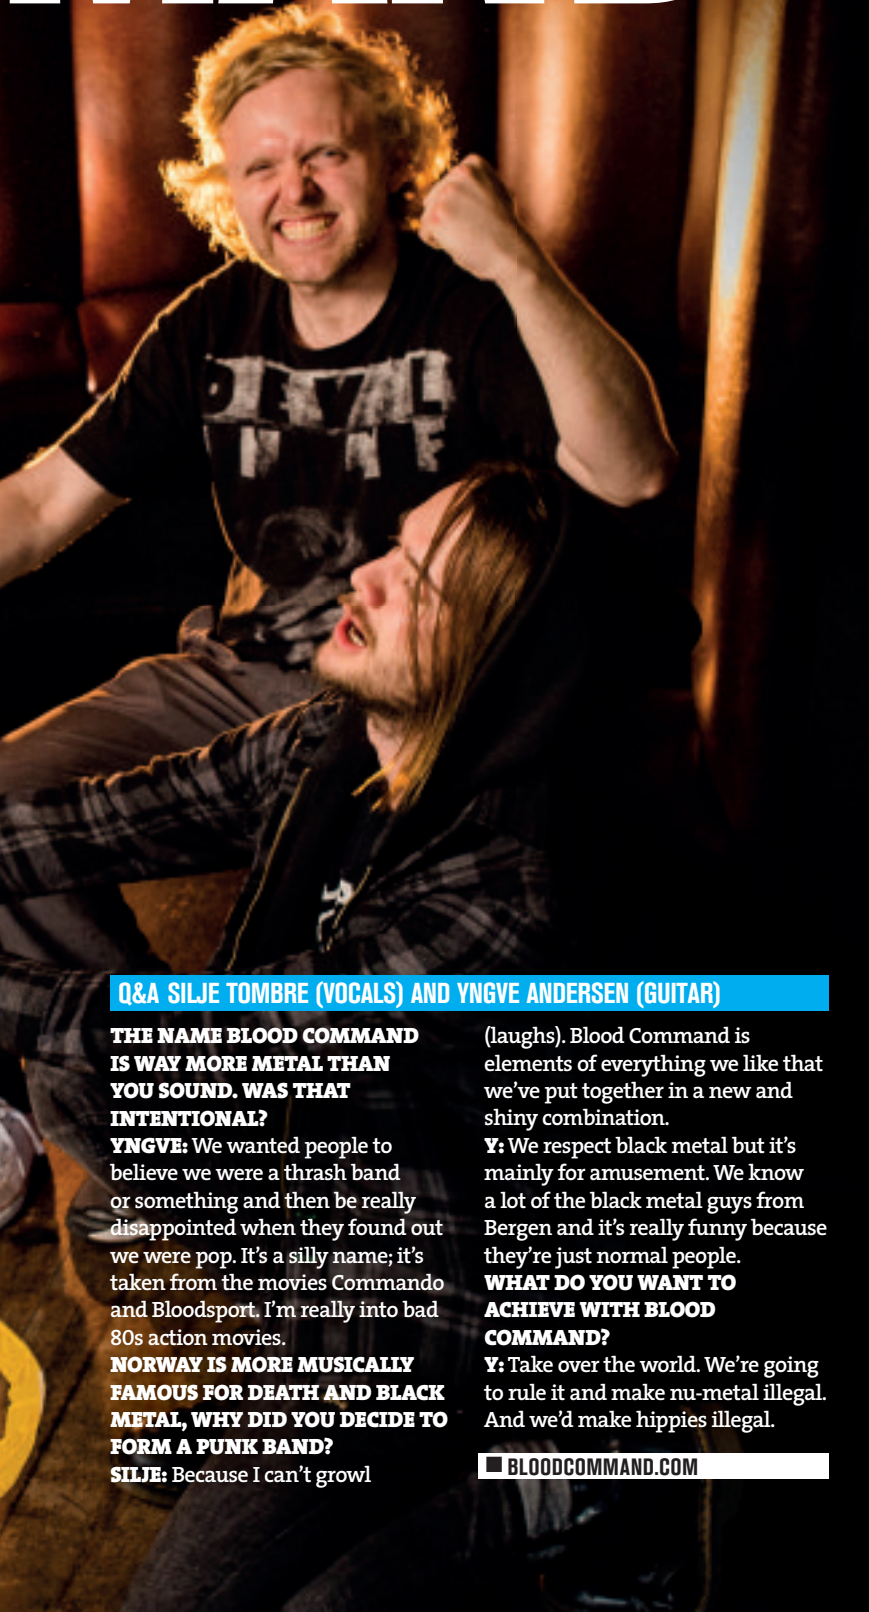 Q&A SILJE TOMBRE (VOCALS) AND YNGVE ANDERSEN (GUITAR)
THE NAME BLOOD COMMAND
IS WAY MORE METAL THAN
YOU SOUND. WAS THAT
INTENTIONAL?
YNGVE: We wanted people to
believe we were a thrash band
or something and then be really
disappointed when they found out
we were pop. It’s a silly name; it’s
taken from the movies Commando
and Bloodsport. I’m really into bad
80s action movies.
NORWAY IS MORE MUSICALLY
FAMOUS FOR DEATH AND BLACK
METAL, WHY DID YOU DECIDE TO
FORM A PUNK BAND?
SILJE: Because I can’t growl
(laughs). Blood Command is
elements of everything we like that
we’ve put together in a new and
shiny combination.
Y: We respect black metal but it’s
mainly for amusement. We know
a lot of the black metal guys from
Bergen and it’s really funny because
they’re just normal people.
WHAT DO YOU WANT TO
ACHIEVE WITH BLOOD
COMMAND?
Y: Take over the world. We’re going
to rule it and make nu-metal illegal.
And we’d make hippies illegal.
BLOODCOMMAND.COM